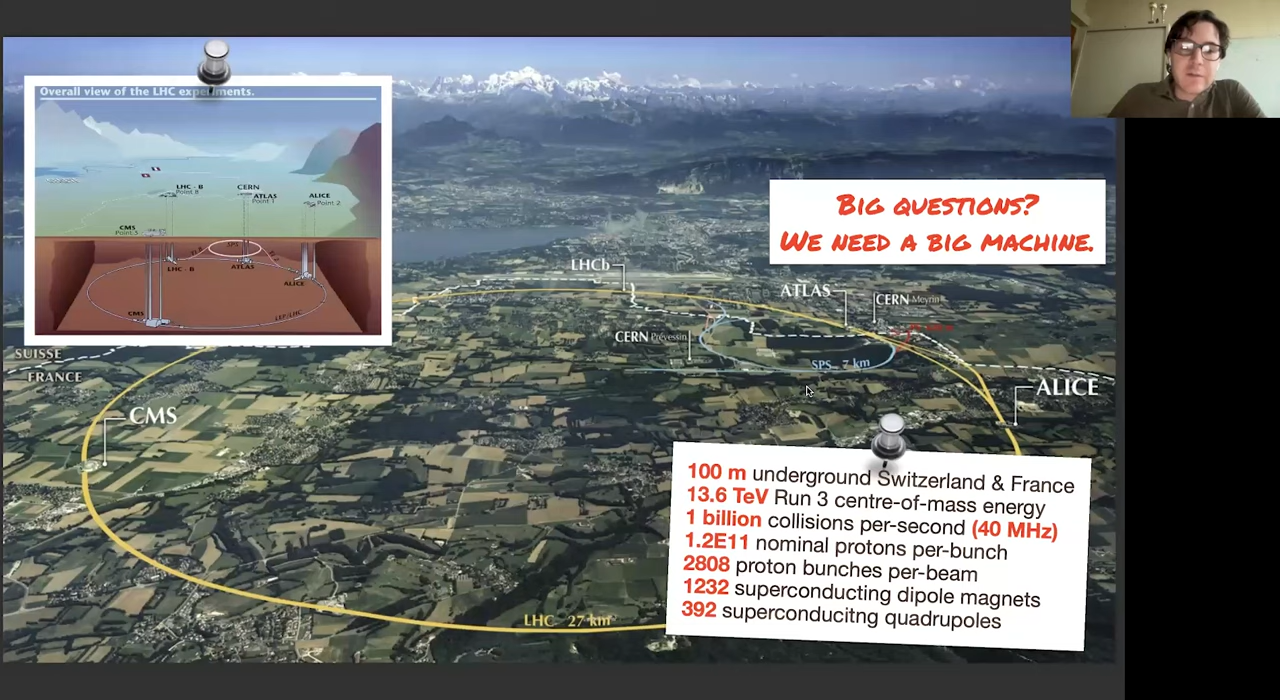 Overall view of the LHC experiments.
LHC - B
Point 8
CERN
ATLAS
Point 1
ALICE
Point 2
CMS
Point 5
SPS
LHC - B
ATLAS
ALICE
CMS
LEP/LHC
BIG QUESTIONS?
WE NEED A BIG MACHINE.
LHCb
ATLAS
CERN Meyrin
CERN Prévessin
SPS 7 km
SUISSE
FRANCE
CMS
ALICE
100 m underground Switzerland & France
13.6 TeV Run 3 centre-of-mass energy
1 billion collisions per-second (40 MHz)
1.2E11 nominal protons per-bunch
2808 proton bunches per-beam
1232 superconducting dipole magnets
392 superconducitng quadrupoles
LHC 27 km